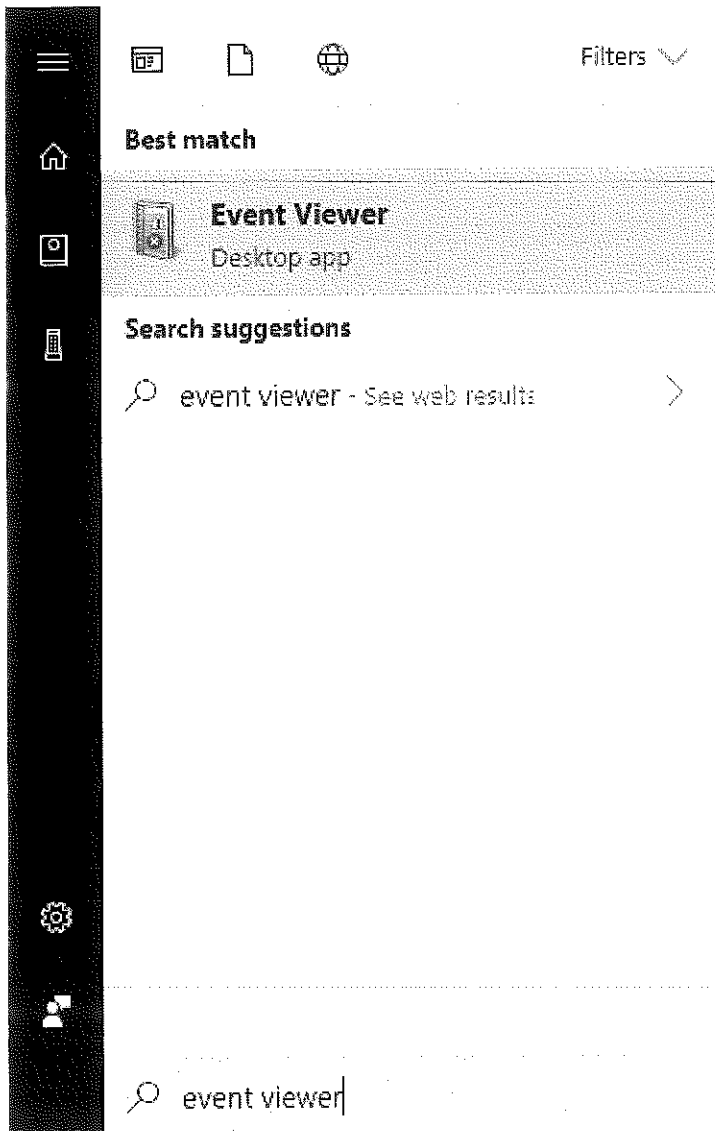 Filters
Best match
Event Viewer
Desktop app
Search suggestions
event viewer - See web results
event viewer